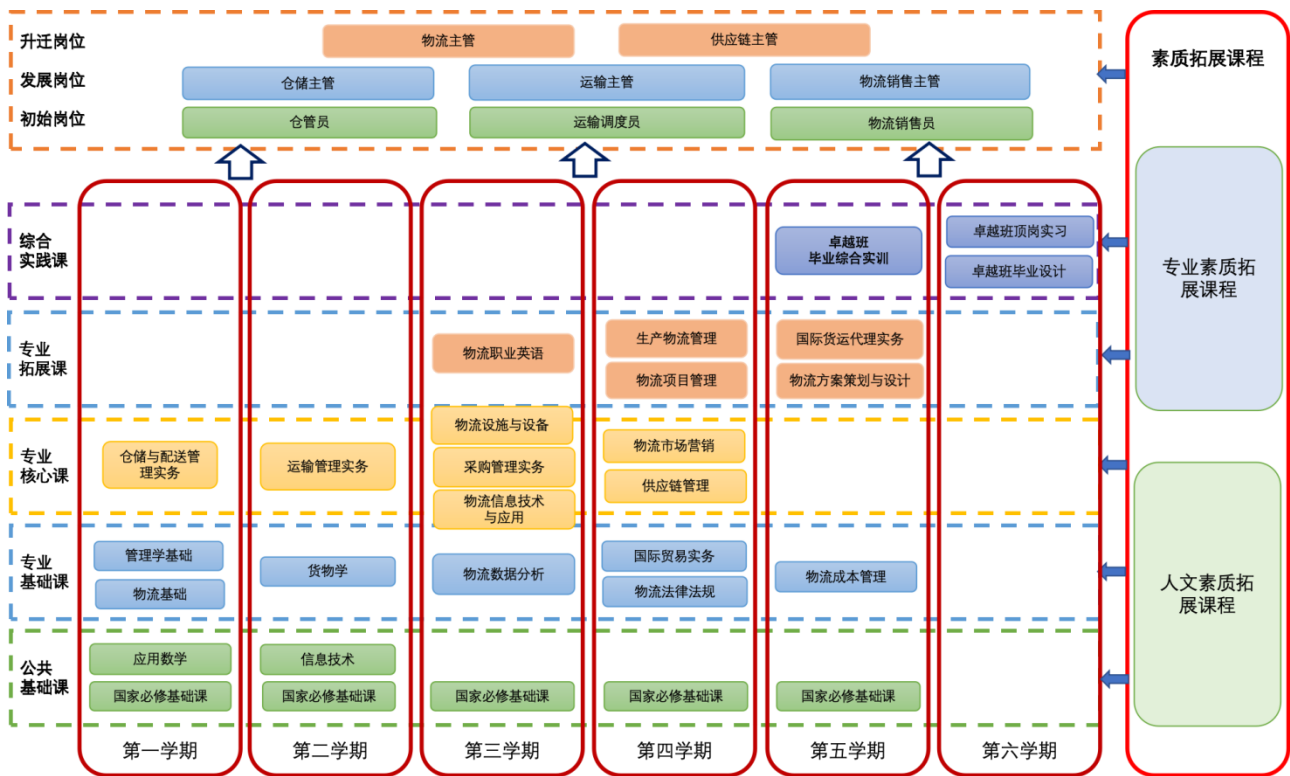 升迁岗位
物流主管
供应链主管
素质拓展课程
发展岗位
仓储主管
运输主管
物流销售主管
初始岗位
仓管员
运输调度员
物流销售员
综合
实践课
卓越班
毕业综合实训
卓越班顶岗实习
卓越班毕业设计
专业素质拓
展课程
专业
拓展课
物流职业英语
生产物流管理
物流项目管理
国际货运代理实务
物流方案策划与设计
专业
核心课
仓储与配送管
理实务
运输管理实务
物流设施与设备
采购管理实务
物流信息技术
与应用
物流市场营销
供应链管理
专业
基础课
管理学基础
物流基础
货物学
物流数据分析
国际贸易实务
物流法律法规
物流成本管理
人文素质拓
展课程
公共
基础课
应用数学
国家必修基础课
信息技术
国家必修基础课
国家必修基础课
国家必修基础课
国家必修基础课
第一学期
第二学期
第三学期
第四学期
第五学期
第六学期